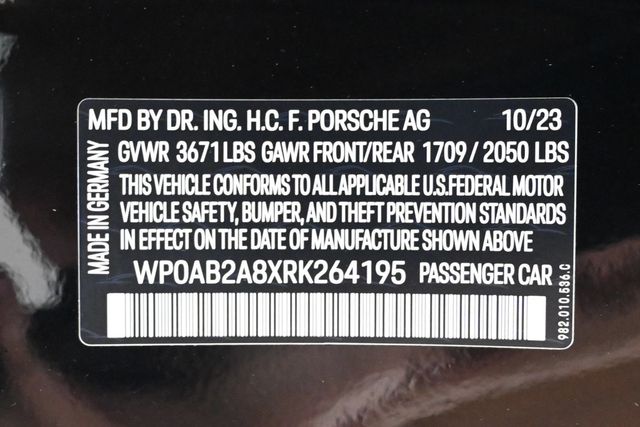 MFD BY DR. ING. H.C. F. PORSCHE AG 10/23
GVWR 3671 LBS GAWR FRONT/REAR 1709 / 2050 LBS
THIS VEHICLE CONFORMS TO ALL APPLICABLE U.S.FEDERAL MOTOR
VEHICLE SAFETY, BUMPER, AND THEFT PREVENTION STANDARDS
IN EFFECT ON THE DATE OF MANUFACTURE SHOWN ABOVE
WP0AB2A8XRK264195 PASSENGER CAR
MADE IN GERMANY
982.010.536.C